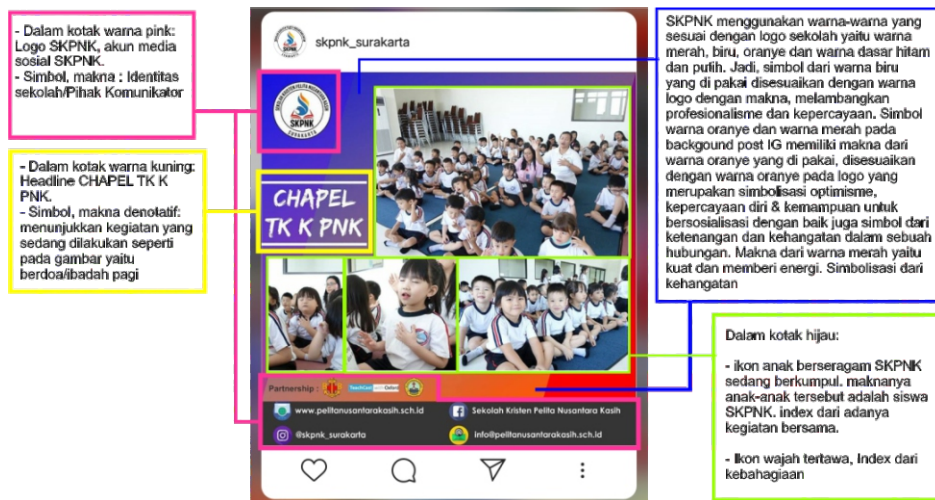 - Dalam kotak warna pink:
Logo SKPNK, akun media
sosial SKPNK.
- Simbol, makna : Identitas
sekolah/Pihak Komunikator
- Dalam kotak warna kuning:
Headline CHAPEL TK K
PNK.
- Simbol, makna denotatif:
menunjukkan kegiatan yang
sedang dilakukan seperti
pada gambar yaitu
berdoa/ibadah pagi
skpnk_surakarta
SEKOLAH KRISTEN PELITA NUSANTARA KASIH
SKPNK
SURAKARTA
CHAPEL
TK K PNK
Partnership :
www.pelitanusantarakasih.sch.id
Sekolah Kristen Pelita Nusantara Kasih
@skpnk_surakarta
info@pelitanusantarakasih.sch.id
SKPNK menggunakan warna-warna yang
sesuai dengan logo sekolah yaitu warna
merah, biru, oranye dan warna dasar hitam
dan putih. Jadi, simbol dari warna biru
yang di pakai disesuaikan dengan warna
logo dengan makna, melambangkan
profesionalisme dan kepercayaan. Simbol
warna oranye dan warna merah pada
backgound post IG memiliki makna dari
warna oranye yang di pakai, disesuaikan
dengan warna oranye pada logo yang
merupakan simbolisasi optimisme,
kepercayaan diri & kemampuan untuk
bersosialisasi dengan baik juga simbol dari
ketenangan dan kehangatan dalam sebuah
hubungan. Makna dari warna merah yaitu
kuat dan memberi energi. Simbolisasi dari
kehangatan
Dalam kotak hijau:
- ikon anak berseragam SKPNK
sedang berkumpul. maknanya
anak-anak tersebut adalah siswa
SKPNK. index dari adanya
kegiatan bersama.
- Ikon wajah tertawa, Index dari
kebahagiaan